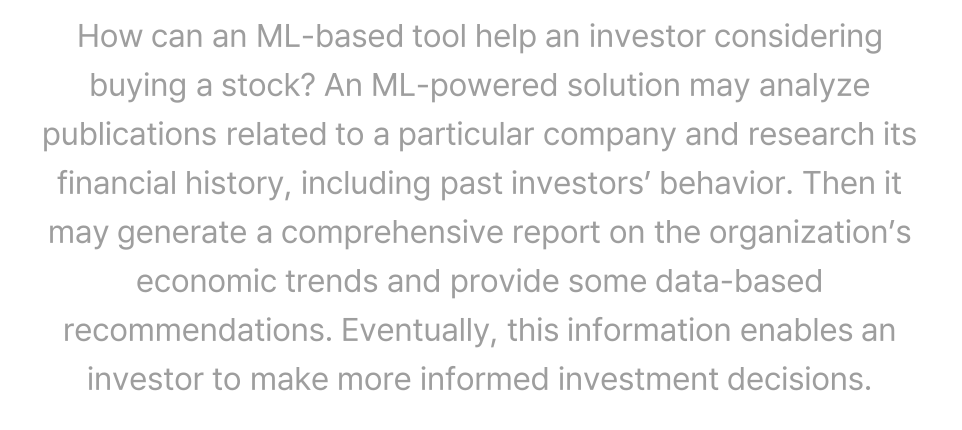 How can an ML-based tool help an investor considering
buying a stock? An ML-powered solution may analyze
publications related to a particular company and research its
financial history, including past investors’ behavior. Then it
may generate a comprehensive report on the organization’s
economic trends and provide some data-based
recommendations. Eventually, this information enables an
investor to make more informed investment decisions.